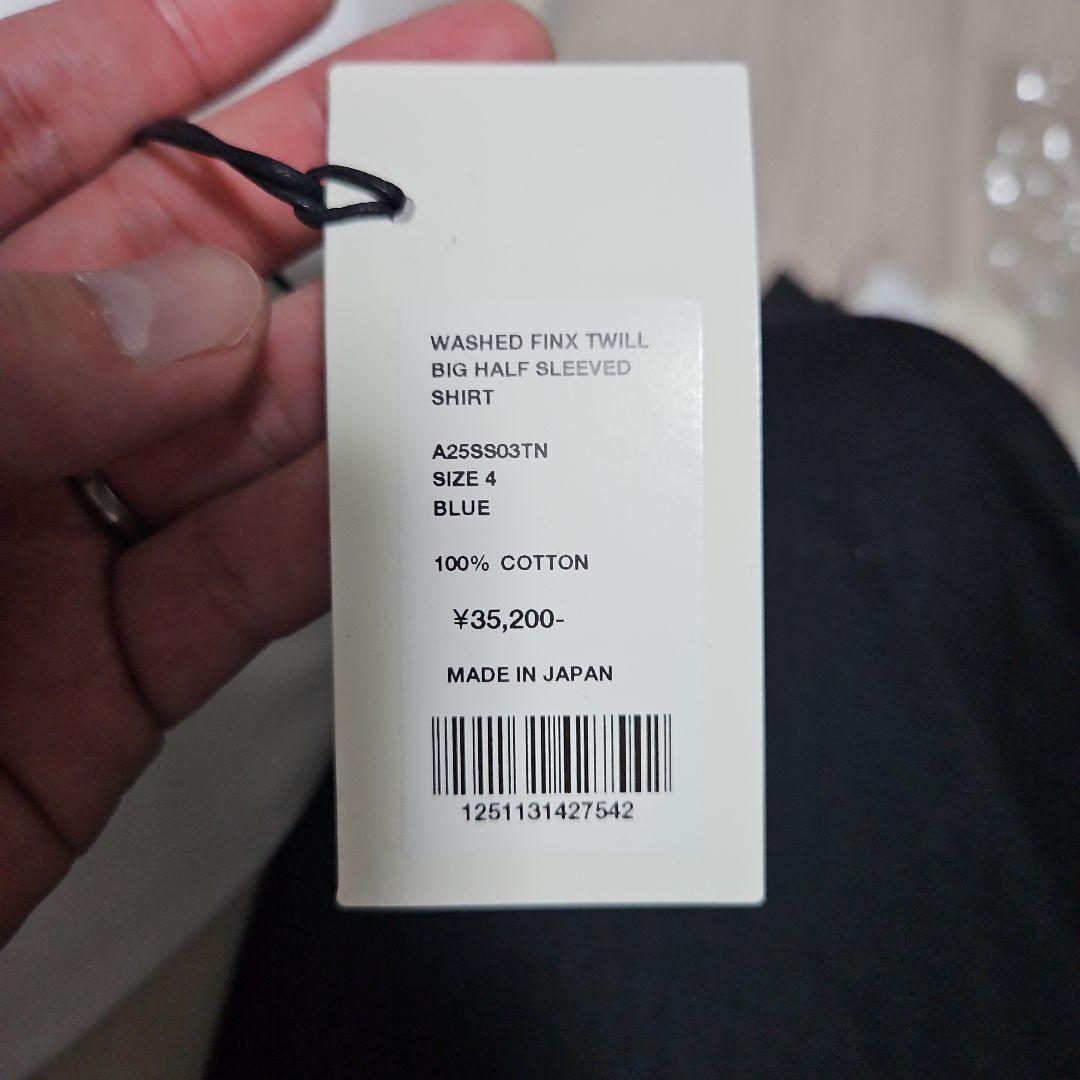 WASHED FINX TWILL
BIG HALF SLEEVED
SHIRT
A25SS03TN
SIZE 4
BLUE
100% COTTON
¥35,200-
MADE IN JAPAN
1251131427542